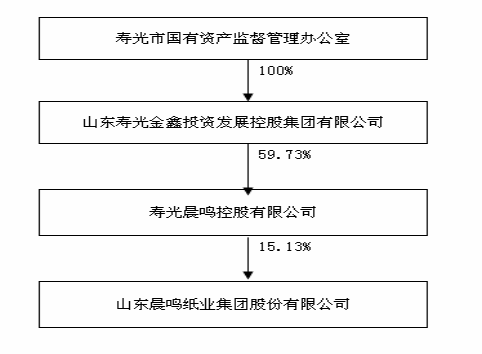 寿光市国有资产监督管理办公室
100%
山东寿光金鑫投资发展控股集团有限公司
59.73%
寿光晨鸣控股有限公司
15.13%
山东晨鸣纸业集团股份有限公司